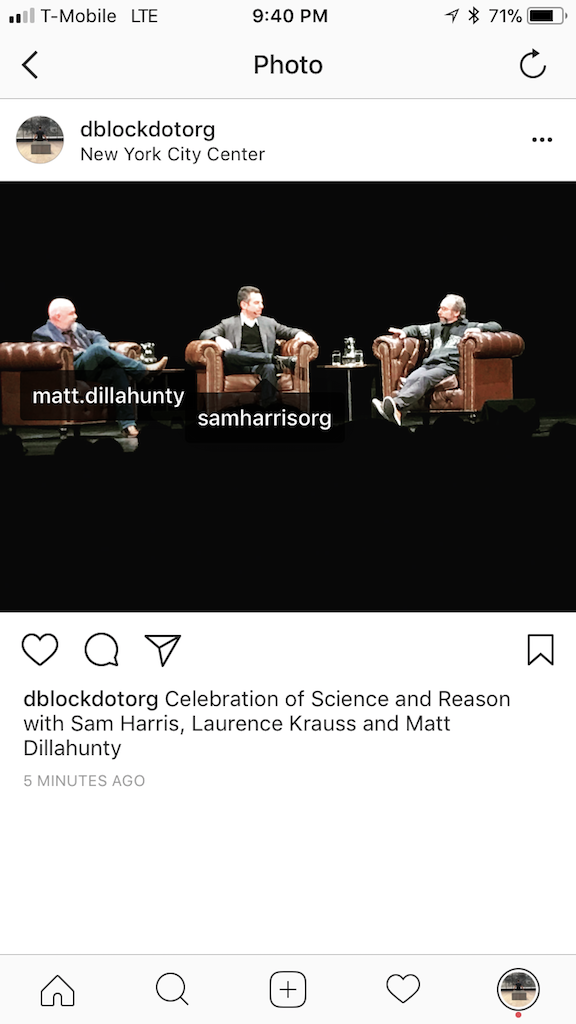 T-Mobile LTE 9:40 PM 71%
Photo
dblockdotorg
New York City Center
matt.dillahunty
samharrisorg
dblockdotorg Celebration of Science and Reason
with Sam Harris, Laurence Krauss and Matt
Dillahunty
5 MINUTES AGO